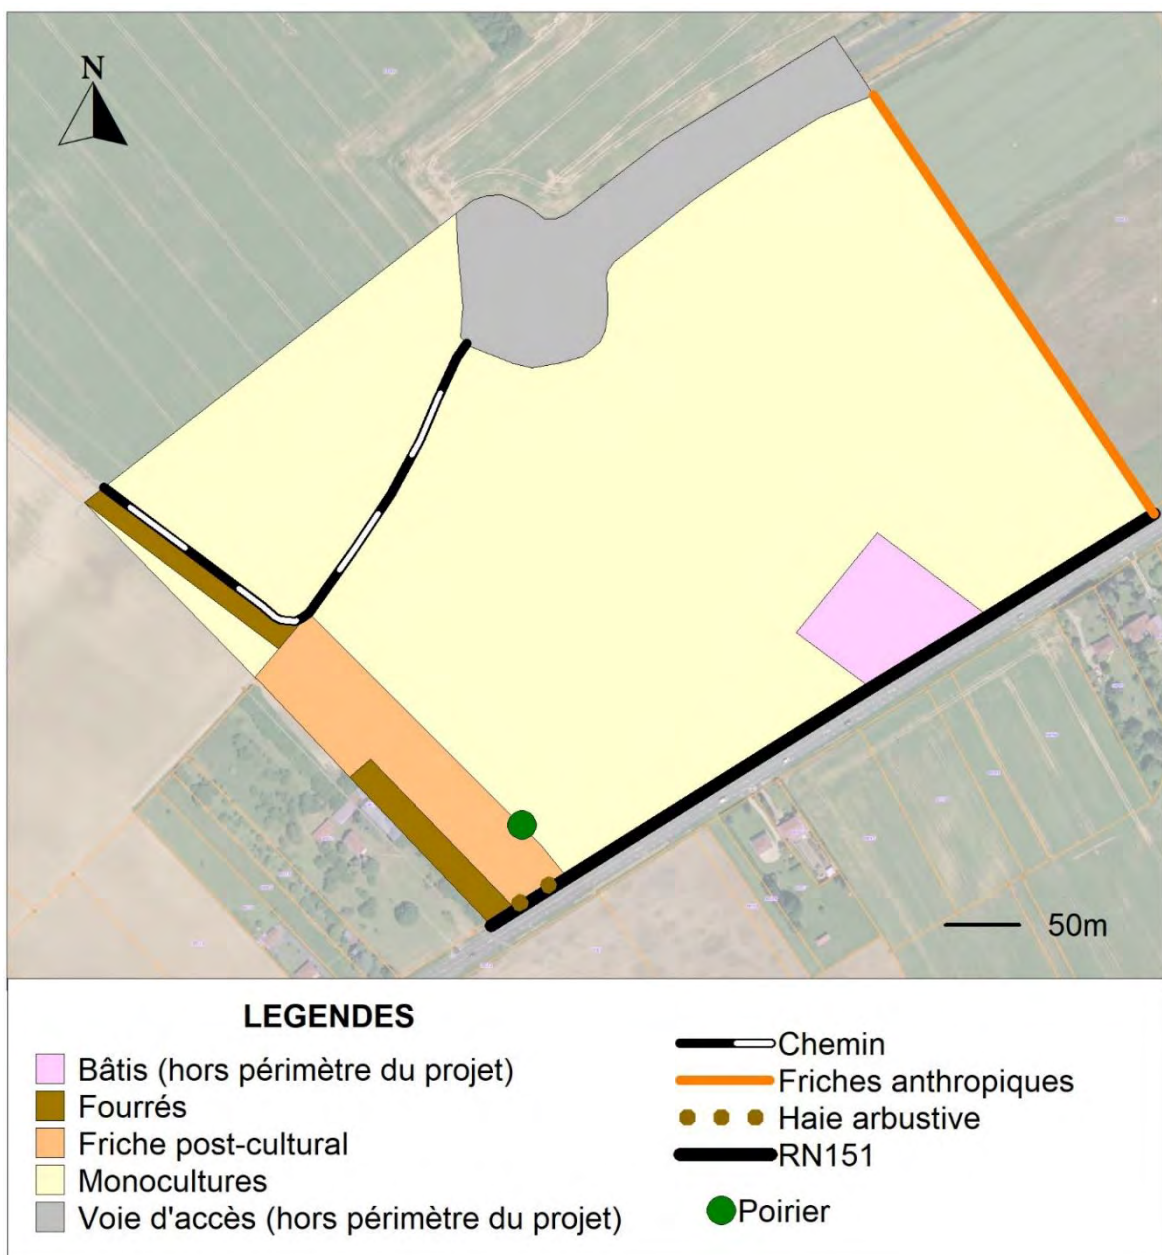 N
50m
LEGENDES
Bâtis (hors périmètre du projet)
Fourrés
Friche post-cultural
Monocultures
Voie d'accès (hors périmètre du projet)
Chemin
Friches anthropiques
Haie arbustive
RN151
Poirier